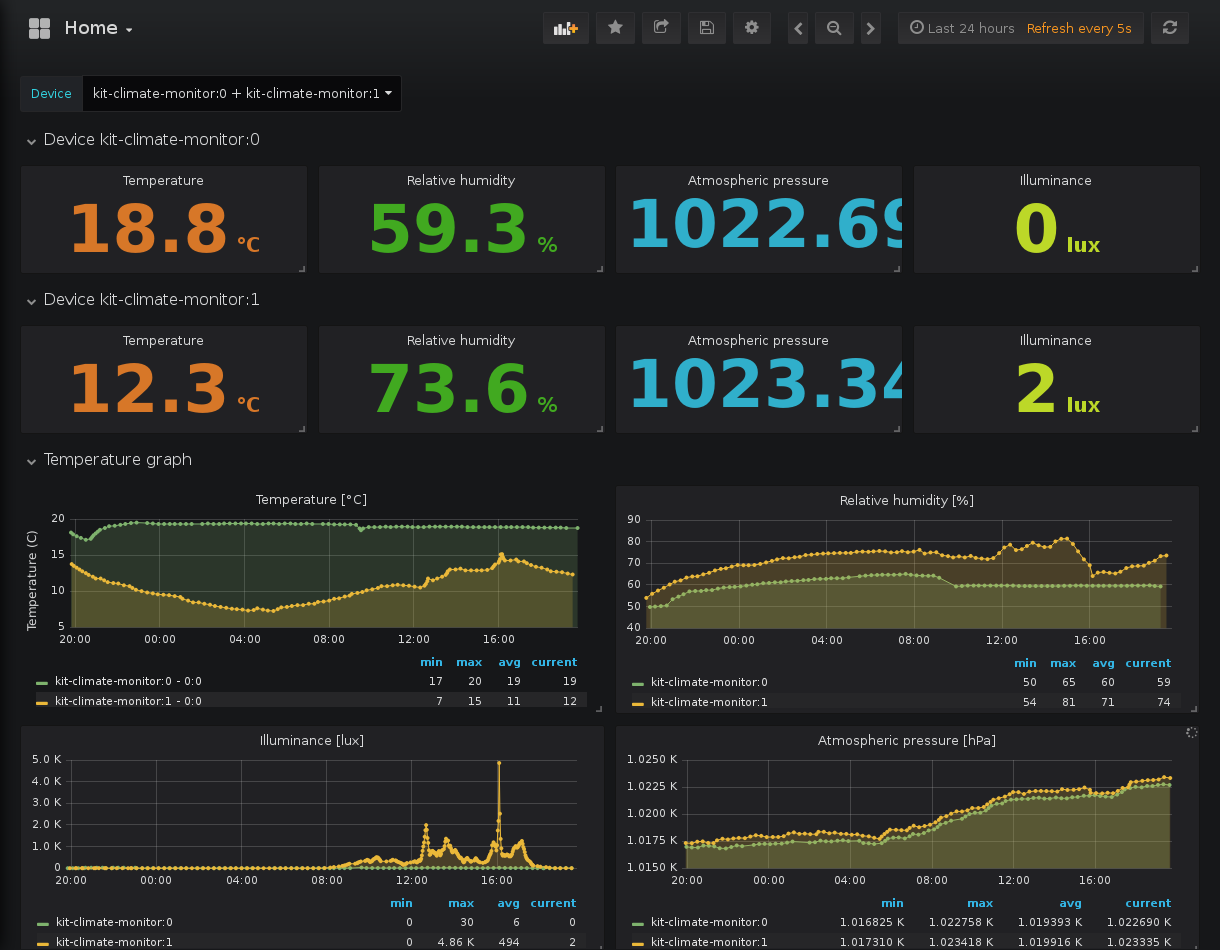 Home
Last 24 hours Refresh every 5s
Device kit-climate-monitor:0 + kit-climate-monitor:1
Device kit-climate-monitor:0
Temperature Relative humidity Atmospheric pressure Illuminance
18.8 °C 59.3 % 1022.69 0 lux
Device kit-climate-monitor:1
Temperature Relative humidity Atmospheric pressure Illuminance
12.3 °C 73.6 % 1023.34 2 lux
Temperature graph
Temperature [°C]
Temperature (C)
20
15
10
5
20:00 00:00 04:00 08:00 12:00 16:00
min max avg current
kit-climate-monitor:0 - 0:0 17 20 19 19
kit-climate-monitor:1 - 0:0 7 15 11 12
Relative humidity [%]
90
80
70
60
50
40
20:00 00:00 04:00 08:00 12:00 16:00
min max avg current
kit-climate-monitor:0 50 65 60 59
kit-climate-monitor:1 54 81 71 74
Illuminance [lux]
5.0 K
4.0 K
3.0 K
2.0 K
1.0 K
0
20:00 00:00 04:00 08:00 12:00 16:00
min max avg current
kit-climate-monitor:0 0 30 6 0
kit-climate-monitor:1 0 4.86 K 494 2
Atmospheric pressure [hPa]
1.0250 K
1.0225 K
1.0200 K
1.0175 K
1.0150 K
20:00 00:00 04:00 08:00 12:00 16:00
min max avg current
kit-climate-monitor:0 1.016825 K 1.022758 K 1.019393 K 1.022690 K
kit-climate-monitor:1 1.017310 K 1.023418 K 1.019916 K 1.023335 K